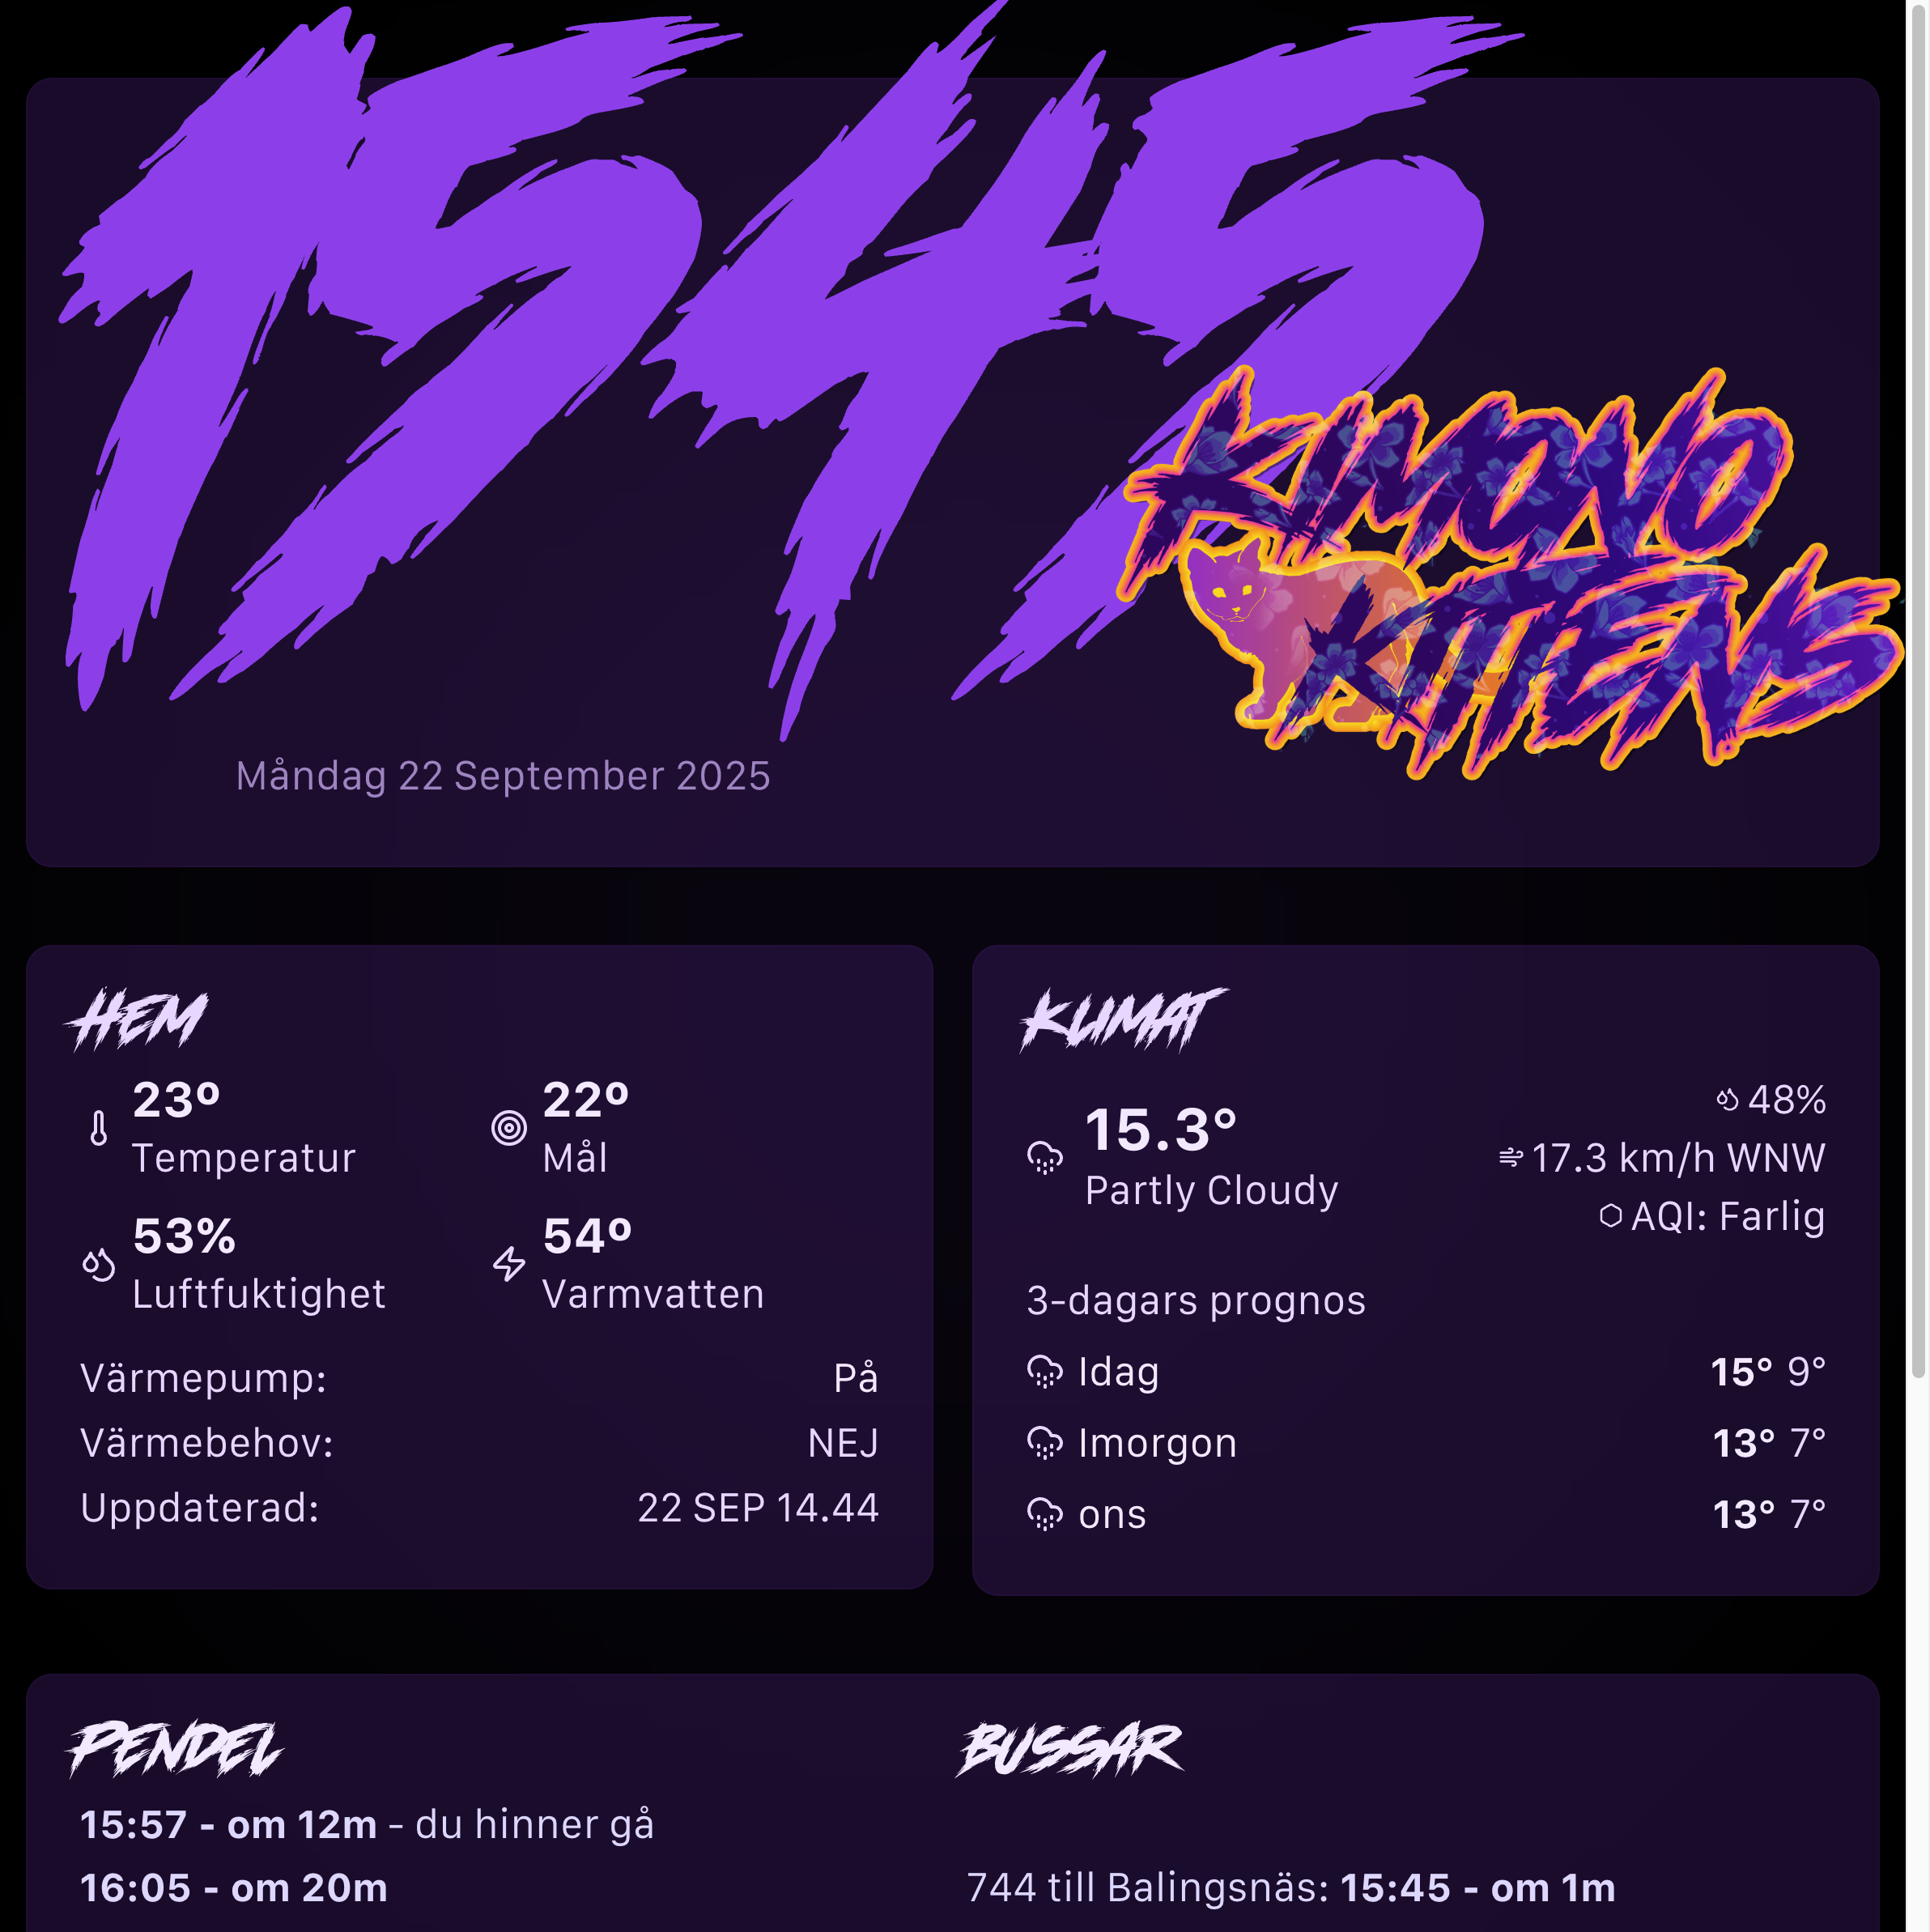 1545
KIMONO
KITTENS
Måndag 22 September 2025
HEM
23º
Temperatur
22º
Mål
53%
Luftfuktighet
54º
Varmvatten
Värmepump: På
Värmebehov: NEJ
Uppdaterad: 22 SEP 14.44
KLIMAT
15.3°
Partly Cloudy
48%
17.3 km/h WNW
AQI: Farlig
3-dagars prognos
Idag 15° 9°
Imorgon 13° 7°
ons 13° 7°
PENDEL
15:57 - om 12m - du hinner gå
16:05 - om 20m
BUSSAR
744 till Balingsnäs: 15:45 - om 1m